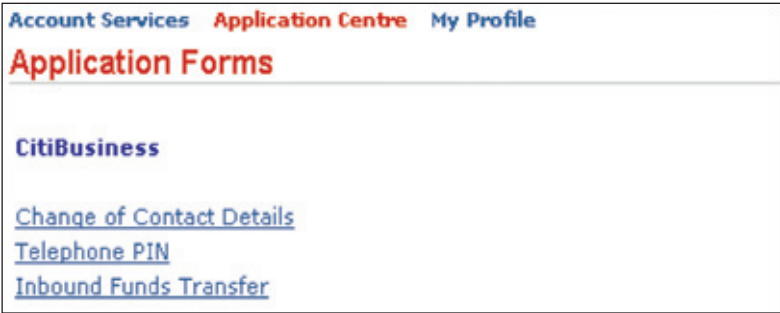 Account Services Application Centre My Profile
Application Forms
CitiBusiness
Change of Contact Details
Telephone PIN
Inbound Funds Transfer